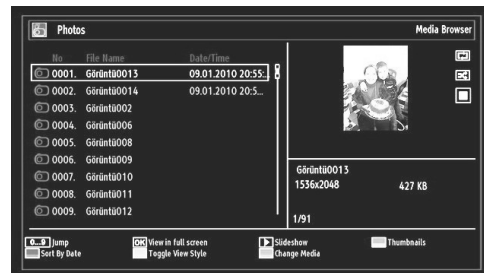 Photos
Media Browser
No File Name Date/Time
0001. Görüntü0013 09.01.2010 20:55:..
0002. Görüntü0014 09.01.2010 20:5...
0003. Görüntü002
0004. Görüntü006
0005. Görüntü008
0006. Görüntü009
0007. Görüntü010
0008. Görüntü011
0009. Görüntü012
Görüntü0013
1536x2048 427 KB
1/91
0...9 Jump OK View in full screen Slideshow Thumbnails
Sort By Date Toggle View Style Change Media